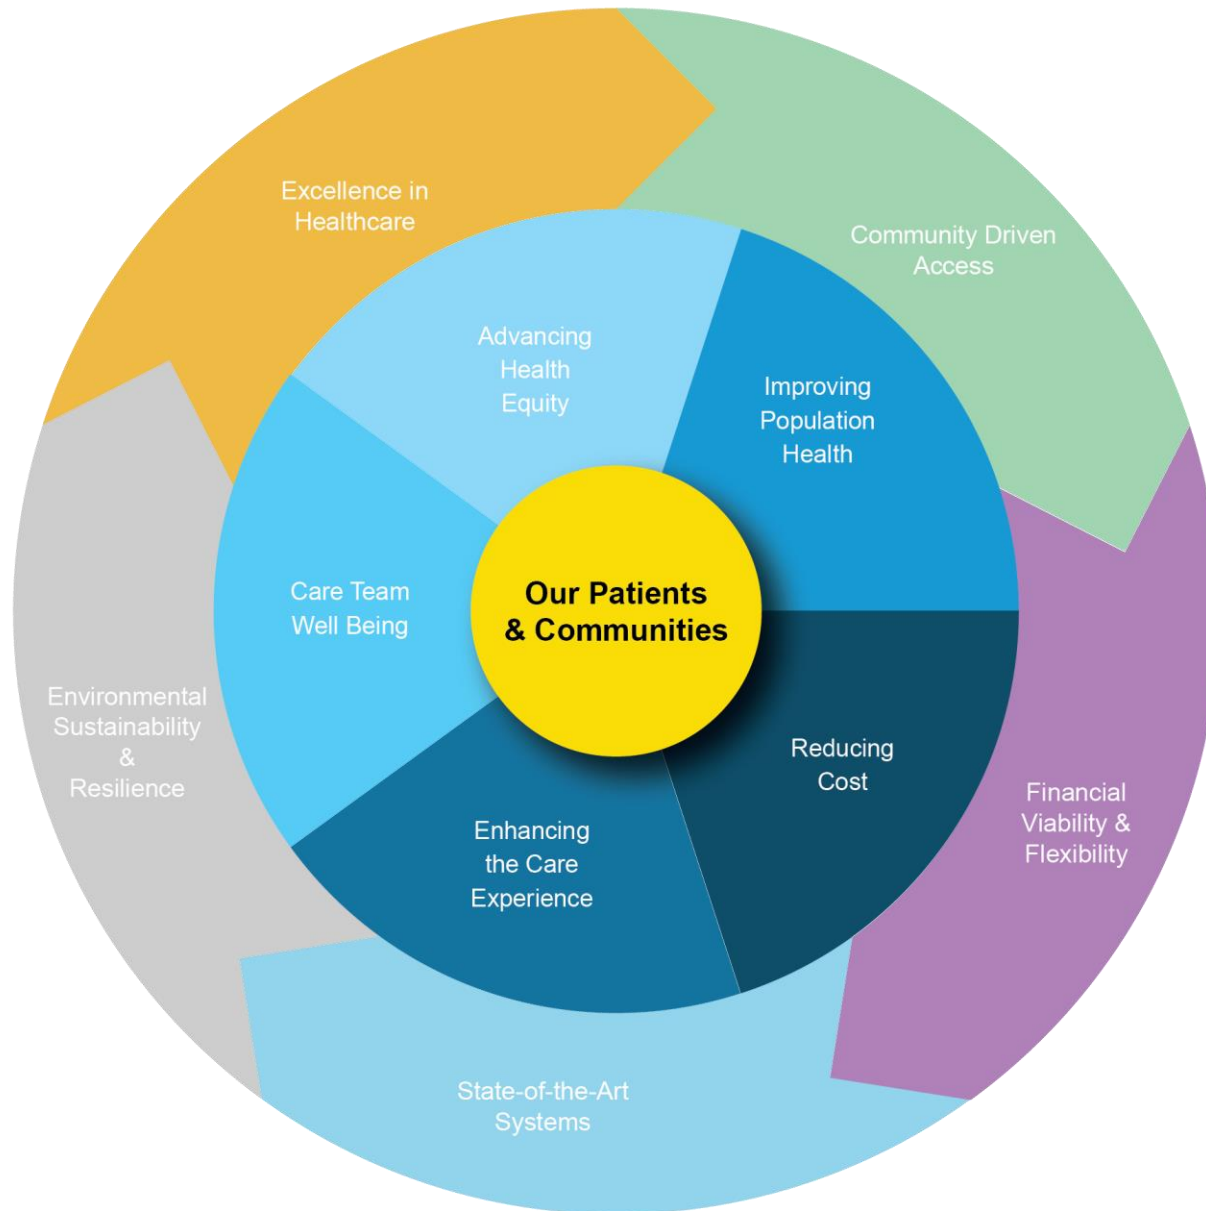 Excellence in
Healthcare
Community Driven
Access
Advancing
Health
Equity
Improving
Population
Health
Care Team
Well Being
Our Patients
& Communities
Environmental
Sustainability
&
Resilience
Reducing
Cost
Financial
Viability &
Flexibility
Enhancing
the Care
Experience
State-of-the-Art
Systems